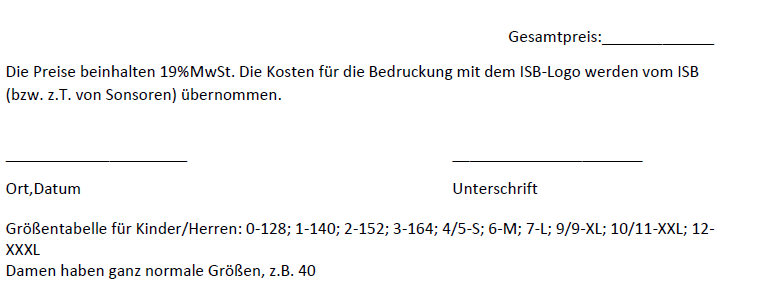 Gesamtpreis:_____________
Die Preise beinhalten 19%MwSt. Die Kosten für die Bedruckung mit dem ISB-Logo werden vom ISB
(bzw. z.T. von Sonsoren) übernommen.
_____________________ ______________________
Ort,Datum Unterschrift
Größentabelle für Kinder/Herren: 0-128; 1-140; 2-152; 3-164; 4/5-S; 6-M; 7-L; 9/9-XL; 10/11-XXL; 12-
XXXL
Damen haben ganz normale Größen, z.B. 40